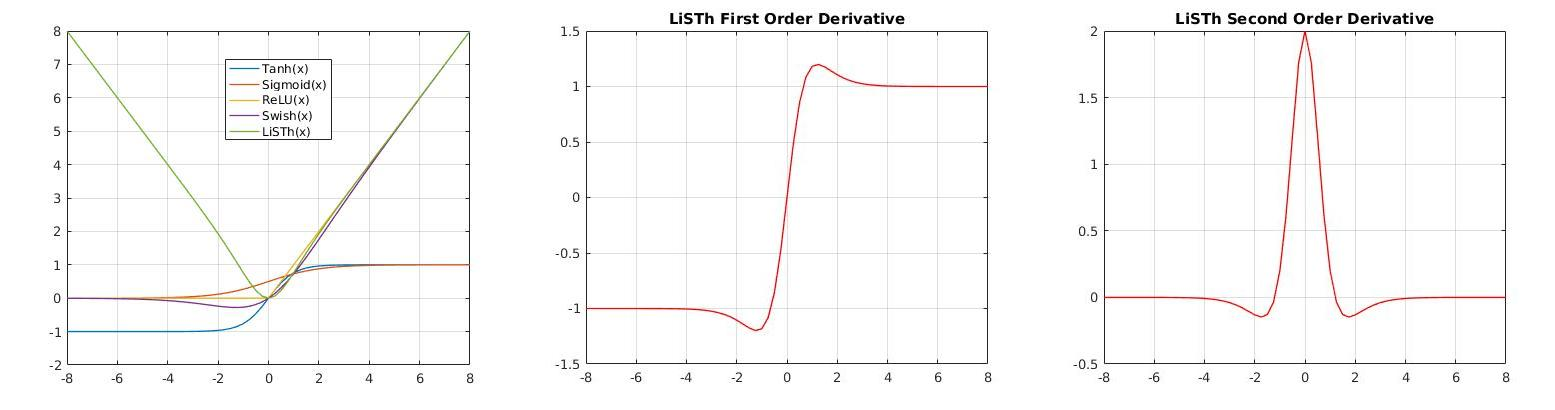 8
7
6
5
4
3
2
1
0
-1
-2
-8 -6 -4 -2 0 2 4 6 8
Tanh(x)
Sigmoid(x)
ReLU(x)
Swish(x)
LiSTh(x)
LiSTh First Order Derivative
1.5
1
0.5
0
-0.5
-1
-1.5
-8 -6 -4 -2 0 2 4 6 8
LiSTh Second Order Derivative
2
1.5
1
0.5
0
-0.5
-8 -6 -4 -2 0 2 4 6 8